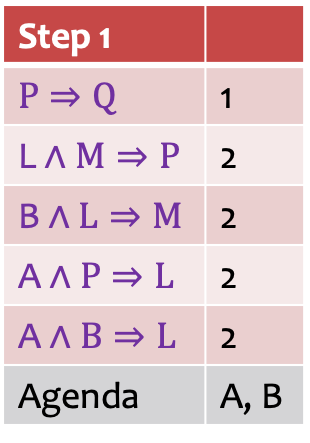 Step 1
P ⇒ Q 1
L ∧ M ⇒ P 2
B ∧ L ⇒ M 2
A ∧ P ⇒ L 2
A ∧ B ⇒ L 2
Agenda A, B